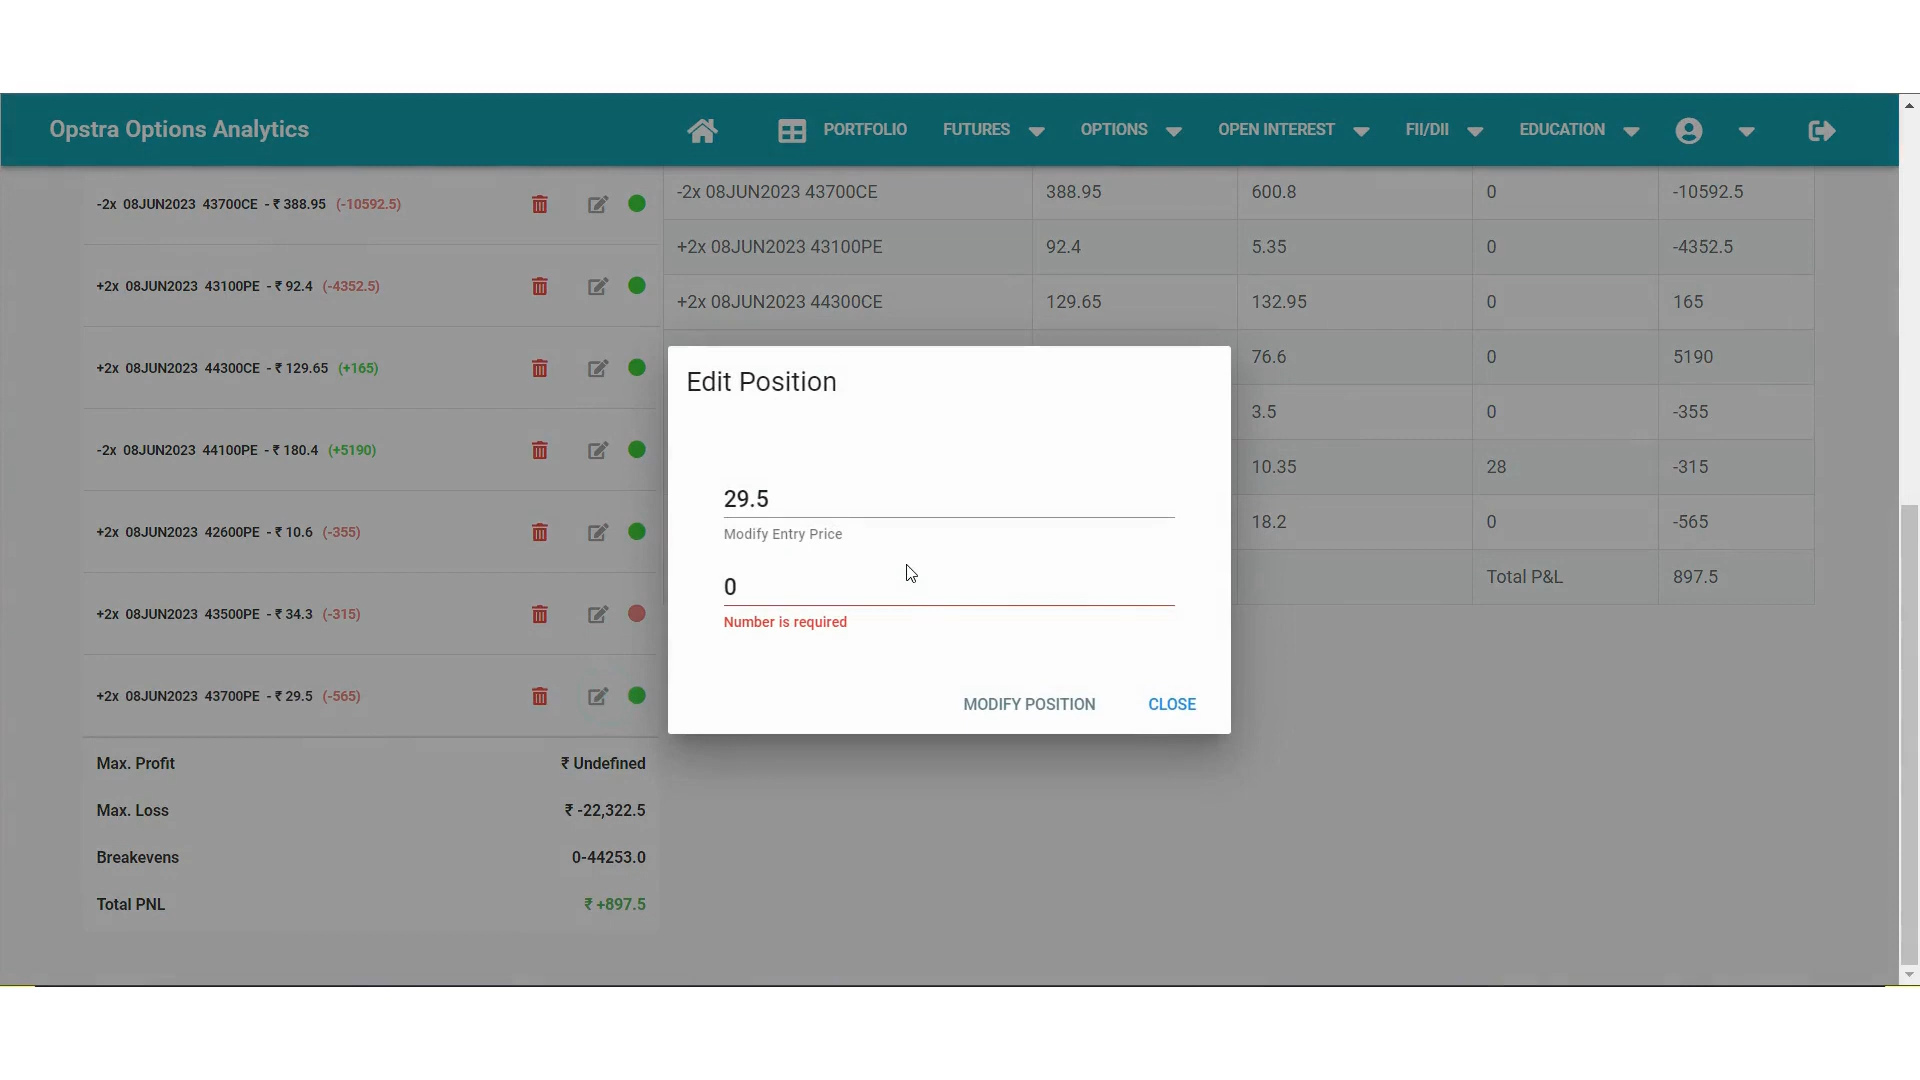 Opstra Options Analytics
PORTFOLIO FUTURES OPTIONS OPEN INTEREST FII/DII EDUCATION
-2x 08JUN2023 43700CE - ₹ 388.95 (-10592.5)
+2x 08JUN2023 43100PE - ₹ 92.4 (-4352.5)
+2x 08JUN2023 44300CE - ₹ 129.65 (+165)
-2x 08JUN2023 44100PE - ₹ 180.4 (+5190)
+2x 08JUN2023 42600PE - ₹ 10.6 (-355)
+2x 08JUN2023 43500PE - ₹ 34.3 (-315)
+2x 08JUN2023 43700PE - ₹ 29.5 (-565)
Max. Profit ₹ Undefined
Max. Loss ₹ -22,322.5
Breakevens 0-44253.0
Total PNL ₹ +897.5
-2x 08JUN2023 43700CE 388.95 600.8 0 -10592.5
+2x 08JUN2023 43100PE 92.4 5.35 0 -4352.5
+2x 08JUN2023 44300CE 129.65 132.95 0 165
76.6 0 5190
3.5 0 -355
10.35 28 -315
18.2 0 -565
Total P&L 897.5
Edit Position
29.5
Modify Entry Price
0
Number is required
MODIFY POSITION CLOSE